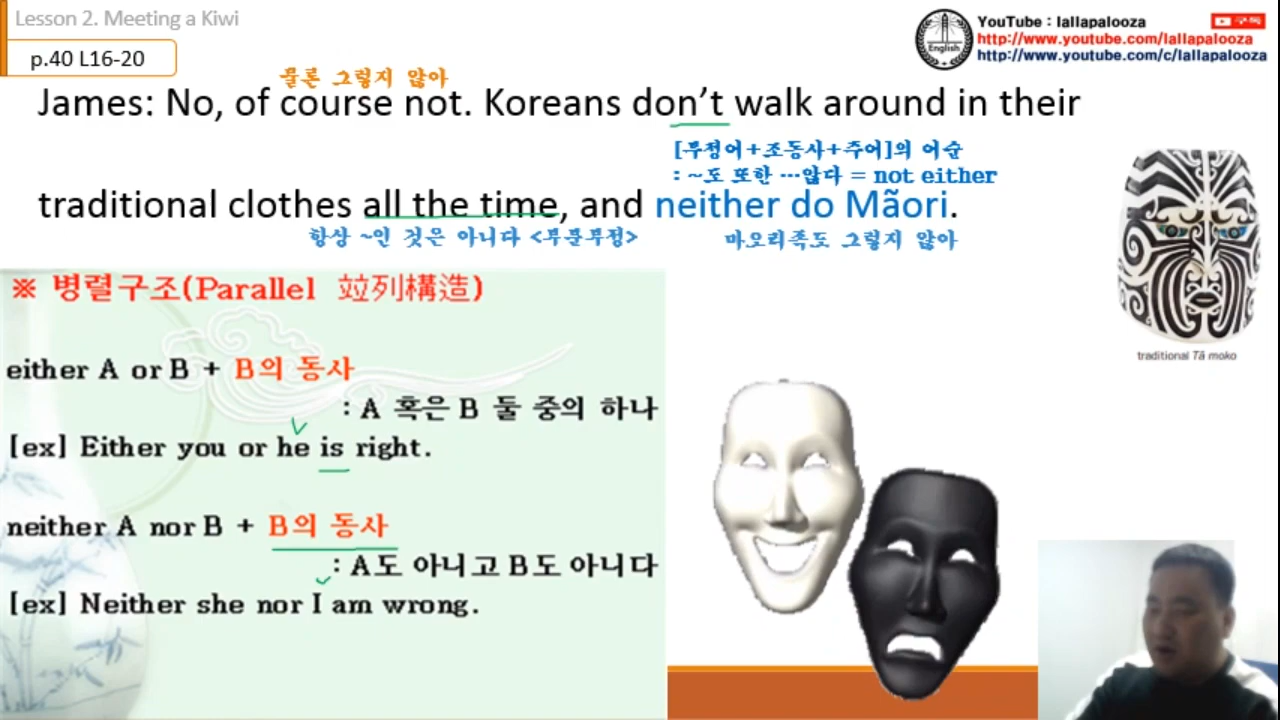 Lesson 2. Meeting a Kiwi
p.40 L16-20
English
YouTube : lallapalooza
구독
http://www.youtube.com/lallapalooza
http://www.youtube.com/c/lallapalooza
물론 그렇지 않아
James: No, of course not. Koreans don’t walk around in their
[부정어+조동사+주어]의 어순
: ~도 또한 …않다 = not either
traditional clothes all the time, and neither do Mãori.
항상 ~인 것은 아니다 <부분부정>
마오리족도 그렇지 않아
※ 병렬구조(Parallel 竝列構造)
either A or B + B의 동사
: A 혹은 B 둘 중의 하나
[ex] Either you or he is right.
neither A nor B + B의 동사
: A도 아니고 B도 아니다
[ex] Neither she nor I am wrong.
traditional Tā moko